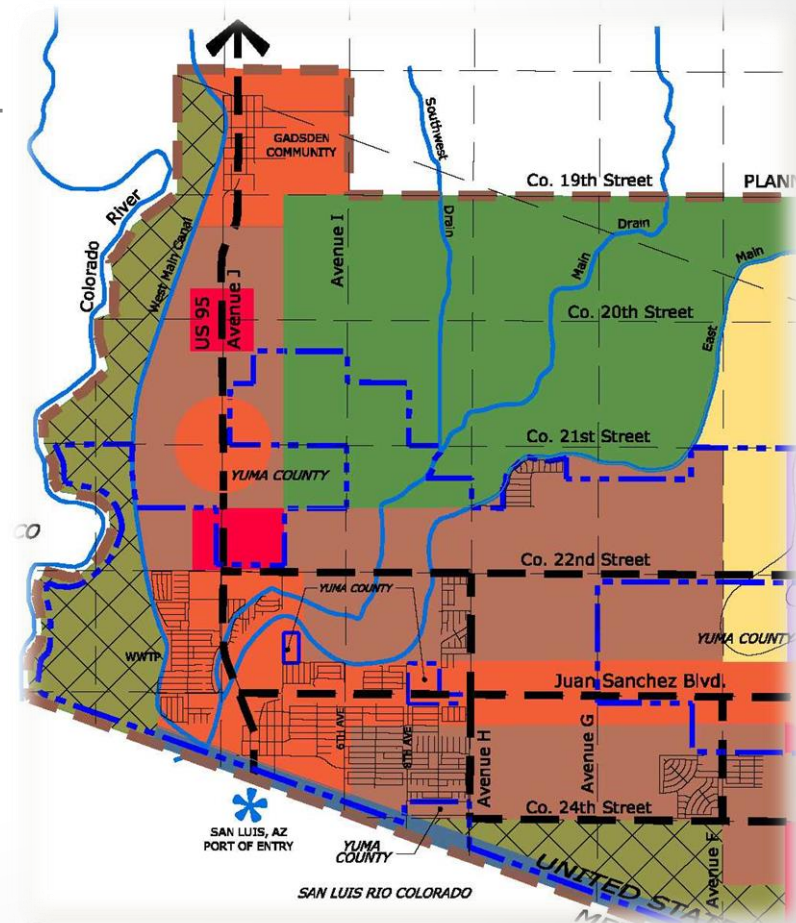 GADSDEN
COMMUNITY
Southwest
Drain
Co. 19th Street
PLANN
Colorado
River
West Main Canal
Avenue I
Main
Drain
Main
East
US 95
Avenue J
Co. 20th Street
Co. 21st Street
YUMA COUNTY
CO
Co. 22nd Street
YUMA COUNTY
YUMA COUNTY
WWTP
Juan Sanchez Blvd.
6TH AVE
8TH AVE
Avenue H
Avenue G
Avenue F
Co. 24th Street
SAN LUIS, AZ
PORT OF ENTRY
YUMA
COUNTY
UNITED STA
SAN LUIS RIO COLORADO